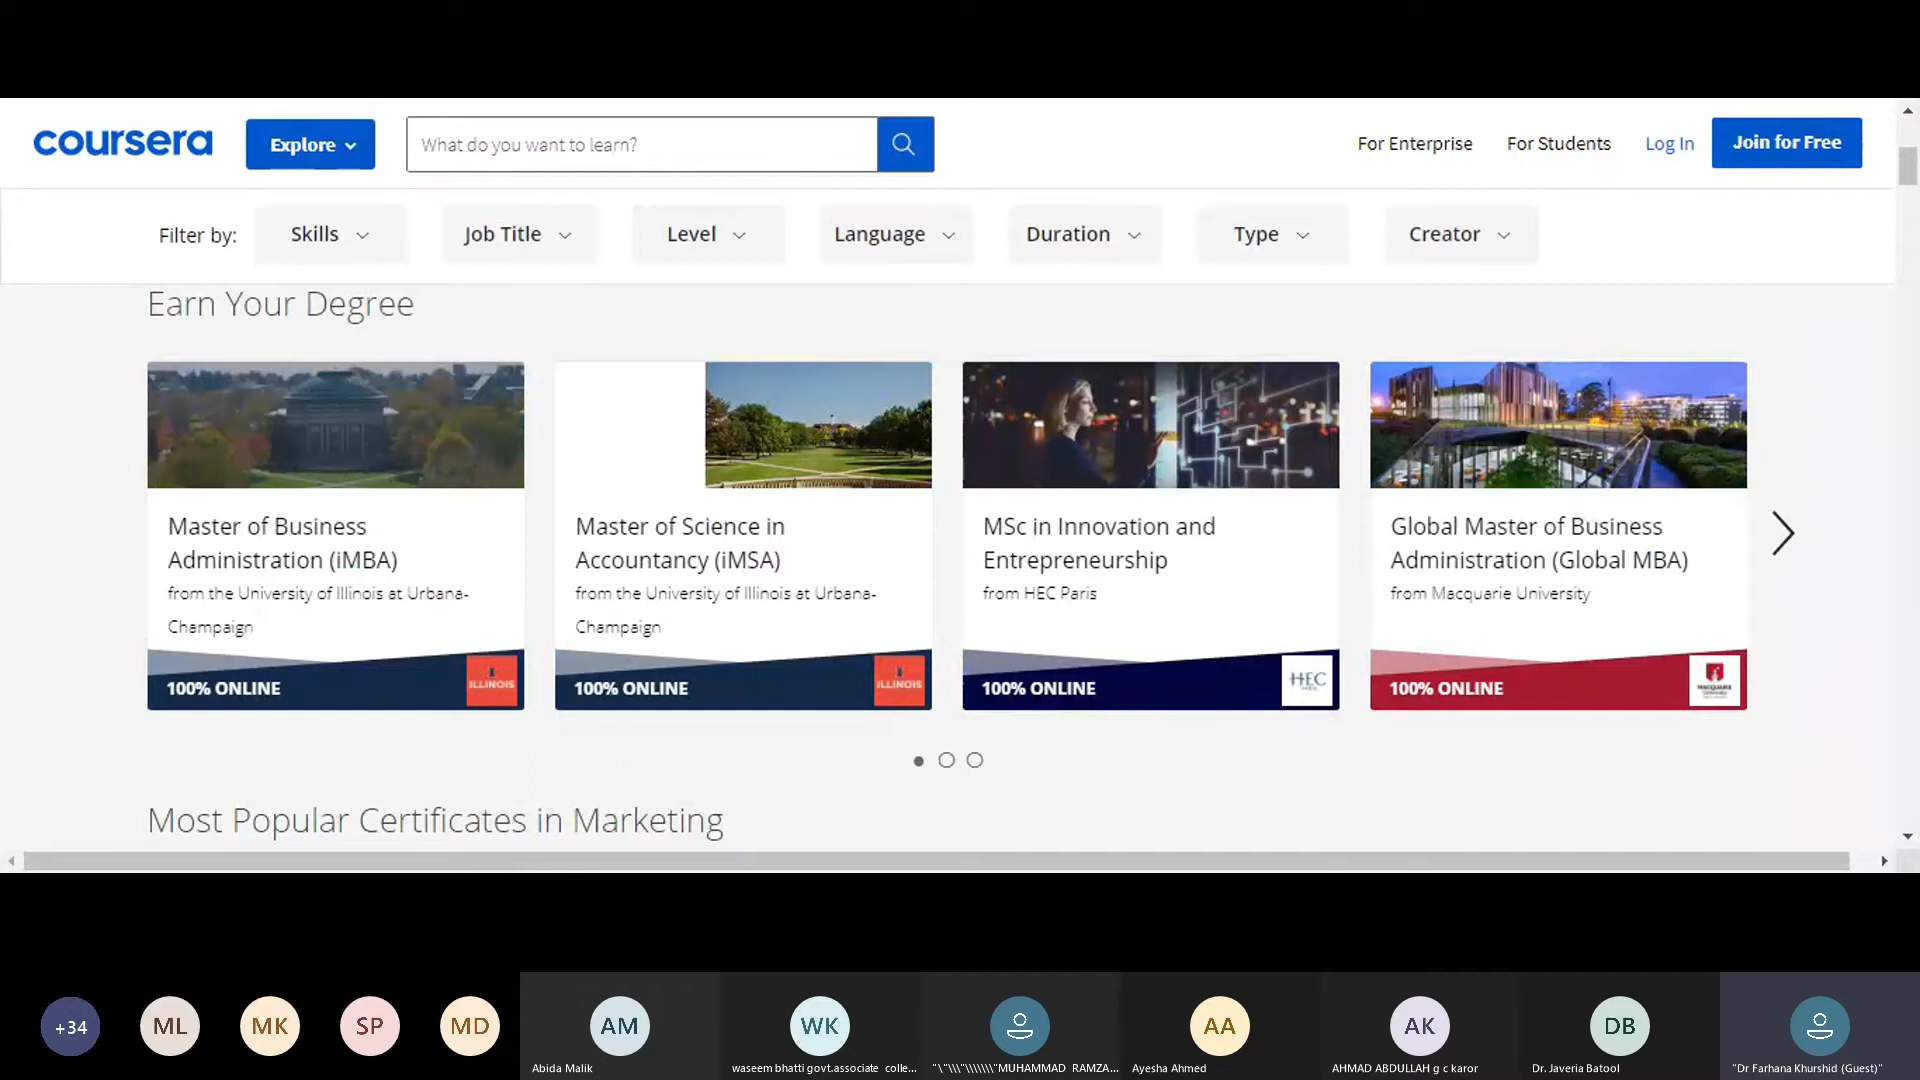 coursera
Explore
What do you want to learn?
For Enterprise
For Students
Log In
Join for Free
Filter by:
Skills
Job Title
Level
Language
Duration
Type
Creator
Earn Your Degree
Master of Business
Administration (iMBA)
from the University of Illinois at Urbana-
Champaign
100% ONLINE
ILLINOIS
Master of Science in
Accountancy (iMSA)
from the University of Illinois at Urbana-
Champaign
100% ONLINE
ILLINOIS
MSc in Innovation and
Entrepreneurship
from HEC Paris
100% ONLINE
HEC
PARIS
Global Master of Business
Administration (Global MBA)
from Macquarie University
100% ONLINE
MACQUARIE
Most Popular Certificates in Marketing
+34
ML
MK
SP
MD
AM
Abida Malik
WK
waseem bhatti govt.associate colle...
"\"\\\"\\\\\\\"MUHAMMAD RAMZA...
AA
Ayesha Ahmed
AK
AHMAD ABDULLAH g c karor
DB
Dr. Javeria Batool
"Dr Farhana Khurshid (Guest)"